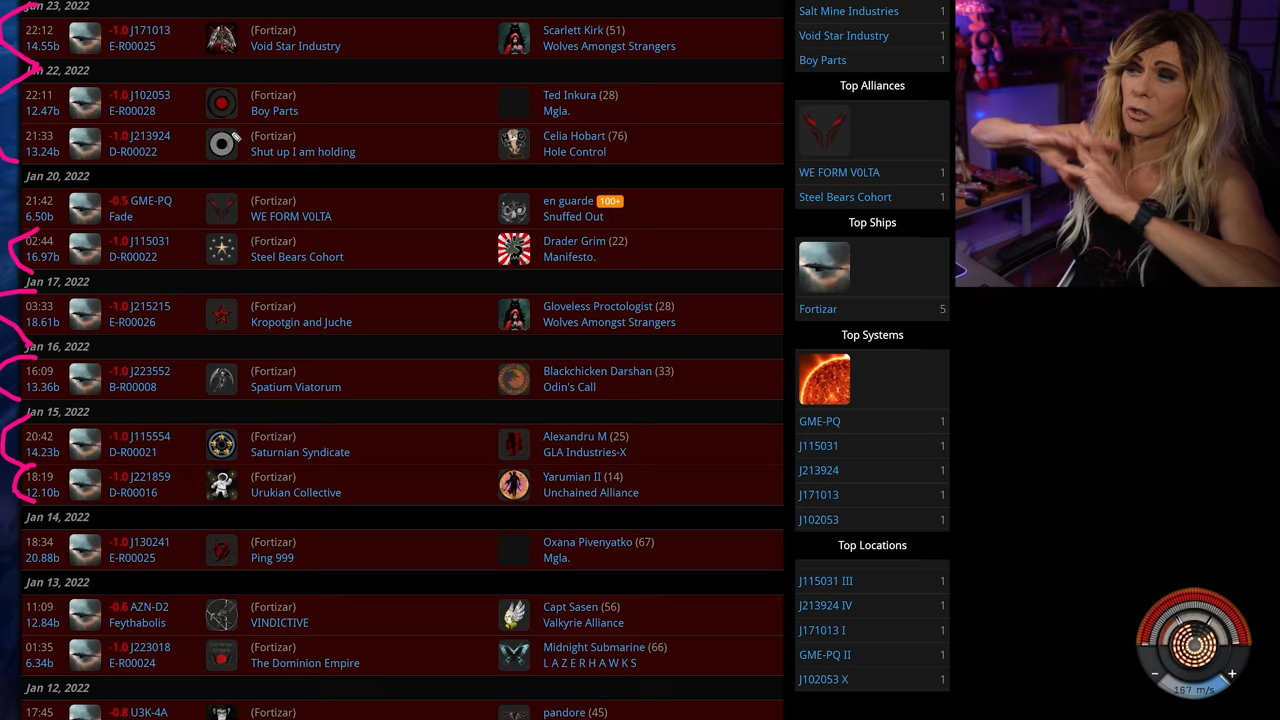 Jan 23, 2022
22:12 -1.0 J171013 (Fortizar) Scarlett Kirk (51)
14.55b E-R00025 Void Star Industry Wolves Amongst Strangers
Jan 22, 2022
22:11 -1.0 J102053 (Fortizar) Ted Inkura (28)
12.47b E-R00028 Boy Parts Mgla.
21:33 -1.0 J213924 (Fortizar) Celia Hobart (76)
13.24b D-R00022 Shut up I am holding Hole Control
Jan 20, 2022
21:42 -0.5 GME-PQ (Fortizar) en guarde 100+
6.50b Fade WE FORM V0LTA Snuffed Out
02:44 -1.0 J115031 (Fortizar) Drader Grim (22)
16.97b D-R00022 Steel Bears Cohort Manifesto.
Jan 17, 2022
03:33 -1.0 J215215 (Fortizar) Gloveless Proctologist (28)
18.61b E-R00026 Kropotgin and Juche Wolves Amongst Strangers
Jan 16, 2022
16:09 -1.0 J223552 (Fortizar) Blackchicken Darshan (33)
13.36b B-R00008 Spatium Viatorum Odin's Call
Jan 15, 2022
20:42 -1.0 J115554 (Fortizar) Alexandru M (25)
14.23b D-R00021 Saturnian Syndicate GLA Industries-X
18:19 -1.0 J221859 (Fortizar) Yarumian II (14)
12.10b D-R00016 Urukian Collective Unchained Alliance
Jan 14, 2022
18:34 -1.0 J130241 (Fortizar) Oxana Pivenyatko (67)
20.88b E-R00025 Ping 999 Mgla.
Jan 13, 2022
11:09 -0.6 AZN-D2 (Fortizar) Capt Sasen (56)
12.84b Feythabolis VINDICTIVE Valkyrie Alliance
01:35 -1.0 J223018 (Fortizar) Midnight Submarine (66)
6.34b E-R00024 The Dominion Empire L A Z E R H A W K S
Jan 12, 2022
17:45 -0.8 U3K-4A (Fortizar) pandore (45)
Salt Mine Industries 1
Void Star Industry 1
Boy Parts 1
Top Alliances
WE FORM V0LTA 1
Steel Bears Cohort 1
Top Ships
Fortizar 5
Top Systems
GME-PQ 1
J115031 1
J213924 1
J171013 1
J102053 1
Top Locations
J115031 III 1
J213924 IV 1
J171013 I 1
GME-PQ II 1
J102053 X 1
167 m/s